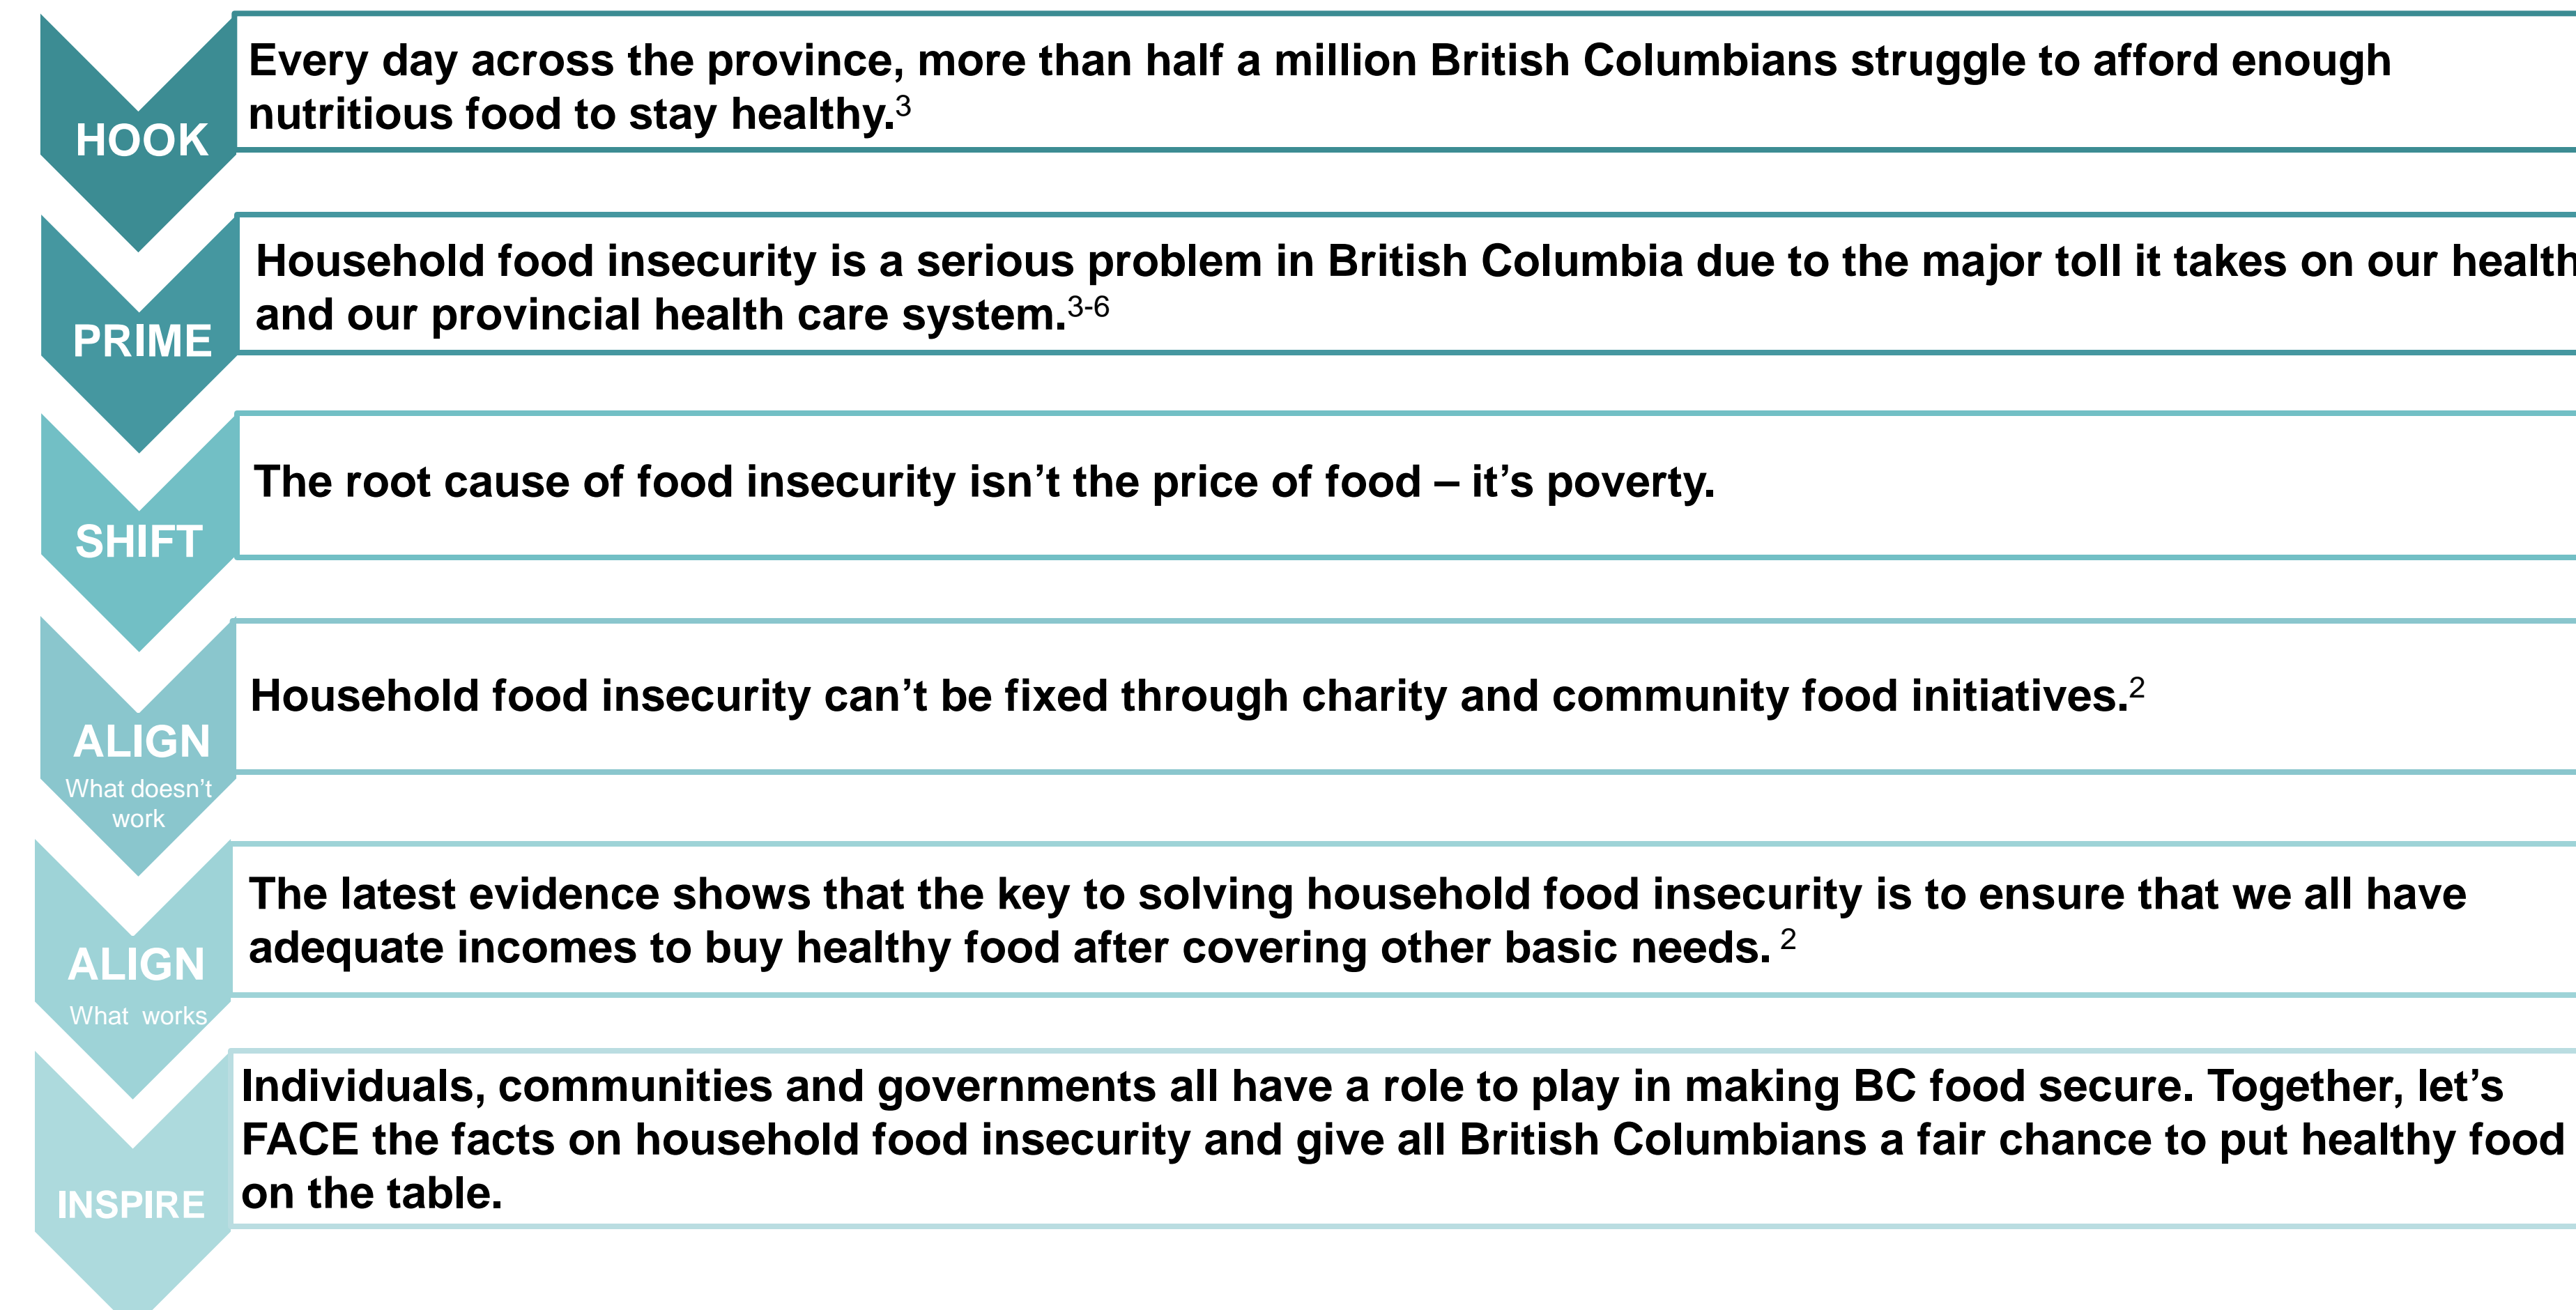 HOOK
Every day across the province, more than half a million British Columbians struggle to afford enough
nutritious food to stay healthy.3
PRIME
Household food insecurity is a serious problem in British Columbia due to the major toll it takes on our health
and our provincial health care system.3-6
SHIFT
The root cause of food insecurity isn’t the price of food – it’s poverty.
ALIGN
What doesn’t
work
Household food insecurity can’t be fixed through charity and community food initiatives.2
ALIGN
What works
The latest evidence shows that the key to solving household food insecurity is to ensure that we all have
adequate incomes to buy healthy food after covering other basic needs. 2
INSPIRE
Individuals, communities and governments all have a role to play in making BC food secure. Together, let’s
FACE the facts on household food insecurity and give all British Columbians a fair chance to put healthy food
on the table.